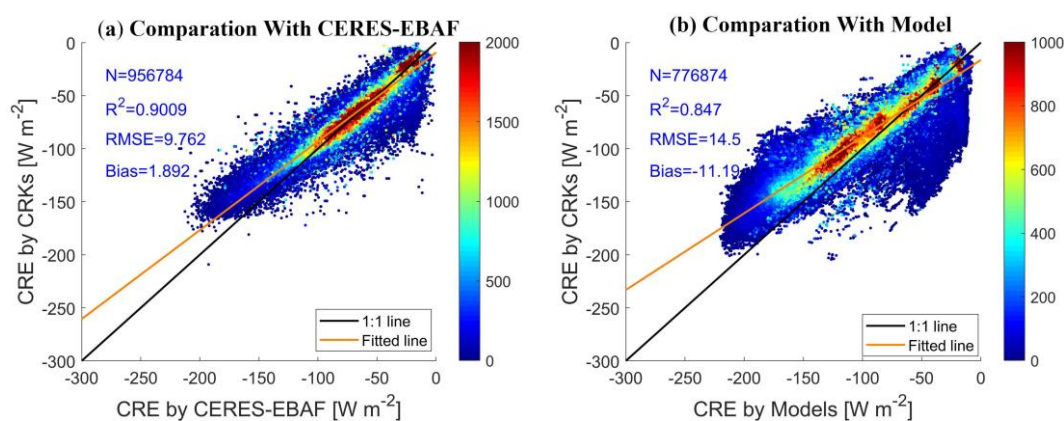 (a) Comparation With CERES-EBAF
N=956784
R²=0.9009
RMSE=9.762
Bias=1.892
1:1 line
Fitted line
0
-50
-100
-150
-200
-250
-300
-300
-250
-200
-150
-100
-50
0
CRE by CRKs [W m⁻²]
CRE by CERES-EBAF [W m⁻²]
2000
1500
1000
500
0
(b) Comparation With Model
N=776874
R²=0.847
RMSE=14.5
Bias=-11.19
1:1 line
Fitted line
0
-50
-100
-150
-200
-250
-300
-300
-250
-200
-150
-100
-50
0
CRE by CRKs [W m⁻²]
CRE by Models [W m⁻²]
1000
800
600
400
200
0